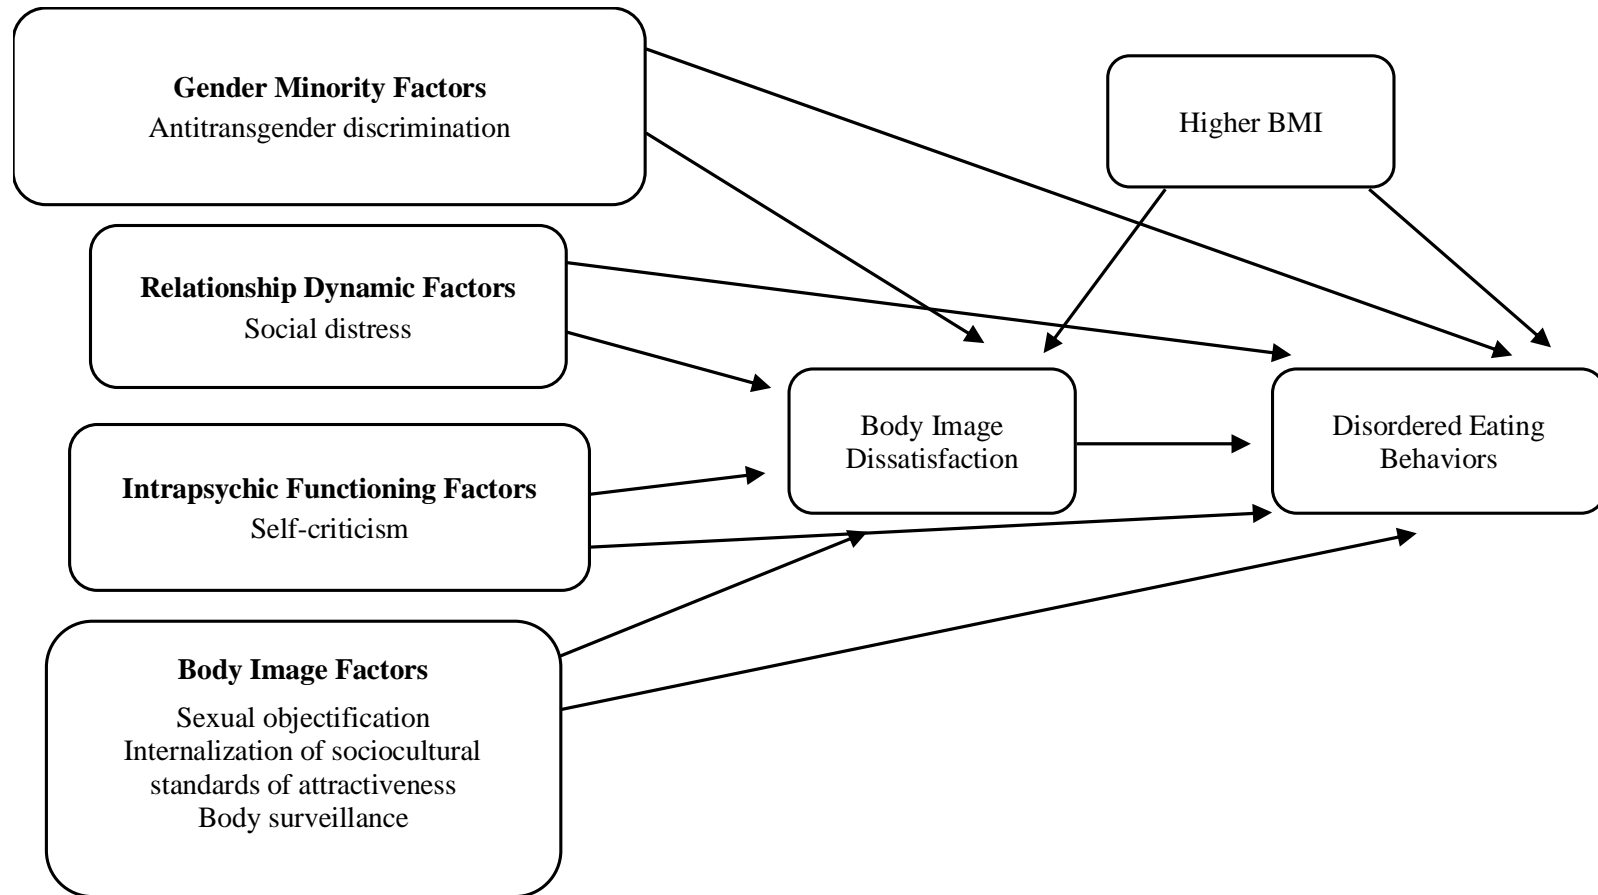 Gender Minority Factors
Antitransgender discrimination
Higher BMI
Relationship Dynamic Factors
Social distress
Body Image
Dissatisfaction
Disordered Eating
Behaviors
Intrapsychic Functioning Factors
Self-criticism
Body Image Factors
Sexual objectification
Internalization of sociocultural
standards of attractiveness
Body surveillance